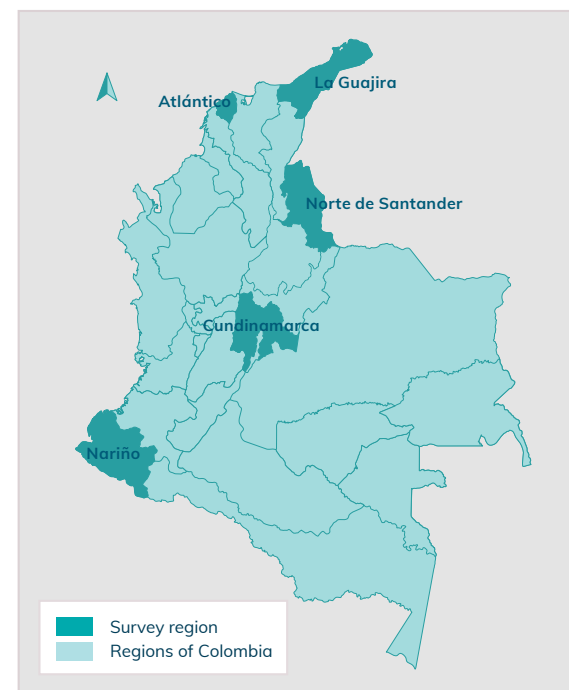 La Guajira
Atlántico
Norte de Santander
Cundinamarca
Nariño
Survey region
Regions of Colombia